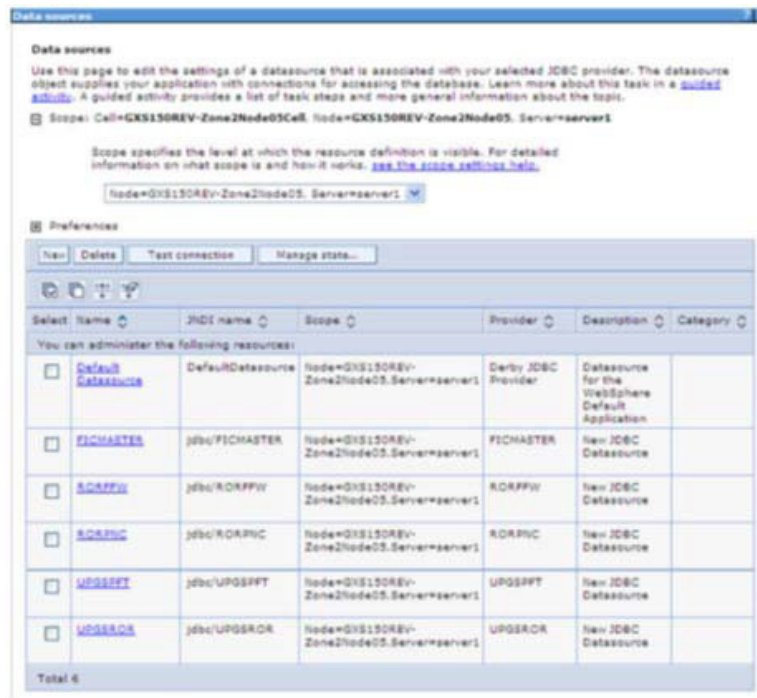 Data sources
?
Data sources
Use this page to edit the settings of a datasource that is associated with your selected JDBC provider. The datasource
object supplies your application with connections for accessing the database. Learn more about this task in a guided
activity. A guided activity provides a list of task steps and more general information about the topic.
Scope: Cell=GXS150REV-Zone2Node05Cell, Node=GXS150REV-Zone2Node05, Server=server1
Scope specifies the level at which the resource definition is visible. For detailed
information on what scope is and how it works, see the scope settings help.
Node=GXS150REV-Zone2Node05, Server=server1
Preferences
New Delete Test connection Manage state...
Select Name JNDI name Scope Provider Description Category
You can administer the following resources:
Default DefaultDatasource Node=GXS150REV- Derby JDBC Datasource
Datasource Zone2Node05,Server=server1 Provider for the
WebSphere
Default
Application
FICMASTER jdbc/FICMASTER Node=GXS150REV- FICMASTER New JDBC
Zone2Node05,Server=server1 Datasource
RORFFW jdbc/RORFFW Node=GXS150REV- RORFFW New JDBC
Zone2Node05,Server=server1 Datasource
RORPNC jdbc/RORPNC Node=GXS150REV- RORPNC New JDBC
Zone2Node05,Server=server1 Datasource
UPGSPFT jdbc/UPGSPFT Node=GXS150REV- UPGSPFT New JDBC
Zone2Node05,Server=server1 Datasource
UPGSROR jdbc/UPGSROR Node=GXS150REV- UPGSROR New JDBC
Zone2Node05,Server=server1 Datasource
Total 6